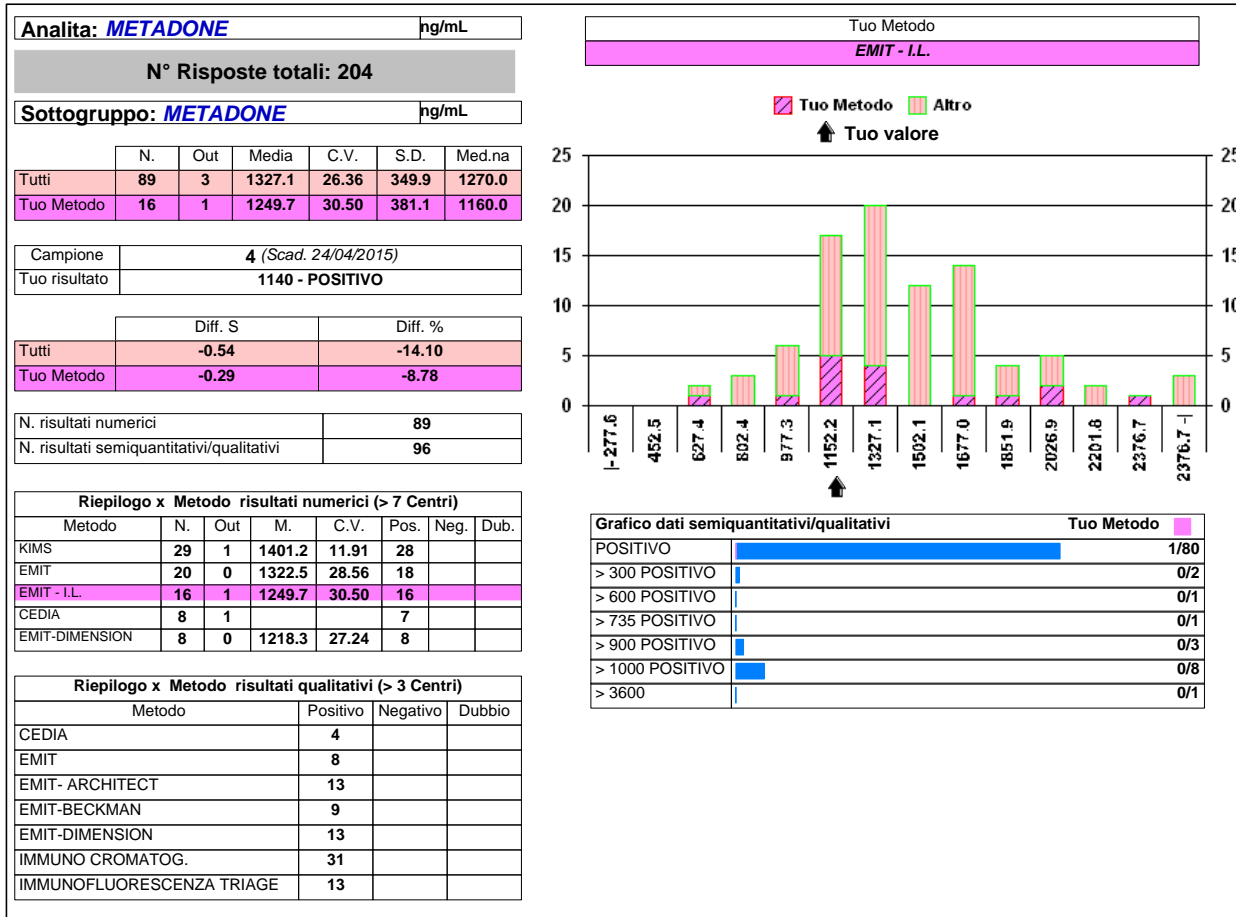 Analita: METADONE ng/mL
N° Risposte totali: 204
Sottogruppo: METADONE ng/mL
N. Out Media C.V. S.D. Med.na
Tutti 89 3 1327.1 26.36 349.9 1270.0
Tuo Metodo 16 1 1249.7 30.50 381.1 1160.0
Campione 4 (Scad. 24/04/2015)
Tuo risultato 1140 - POSITIVO
Diff. S Diff. %
Tutti -0.54 -14.10
Tuo Metodo -0.29 -8.78
N. risultati numerici 89
N. risultati semiquantitativi/qualitativi 96
Riepilogo x Metodo risultati numerici (> 7 Centri)
Metodo N. Out M. C.V. Pos. Neg. Dub.
KIMS 29 1 1401.2 11.91 28
EMIT 20 0 1322.5 28.56 18
EMIT - I.L. 16 1 1249.7 30.50 16
CEDIA 8 1 7
EMIT-DIMENSION 8 0 1218.3 27.24 8
Riepilogo x Metodo risultati qualitativi (> 3 Centri)
Metodo Positivo Negativo Dubbio
CEDIA 4
EMIT 8
EMIT- ARCHITECT 13
EMIT-BECKMAN 9
EMIT-DIMENSION 13
IMMUNO CROMATOG. 31
IMMUNOFLUORESCENZA TRIAGE 13
Tuo Metodo
EMIT - I.L.
Tuo Metodo Altro
Tuo valore
25 25
20 20
15 15
10 10
5 5
0 0
|- 277.6 452.5 627.4 802.4 977.3 1152.2 1327.1 1502.1 1677.0 1851.9 2026.9 2201.8 2376.7 2376.7 -|
Grafico dati semiquantitativi/qualitativi Tuo Metodo
POSITIVO 1/80
> 300 POSITIVO 0/2
> 600 POSITIVO 0/1
> 735 POSITIVO 0/1
> 900 POSITIVO 0/3
> 1000 POSITIVO 0/8
> 3600 0/1